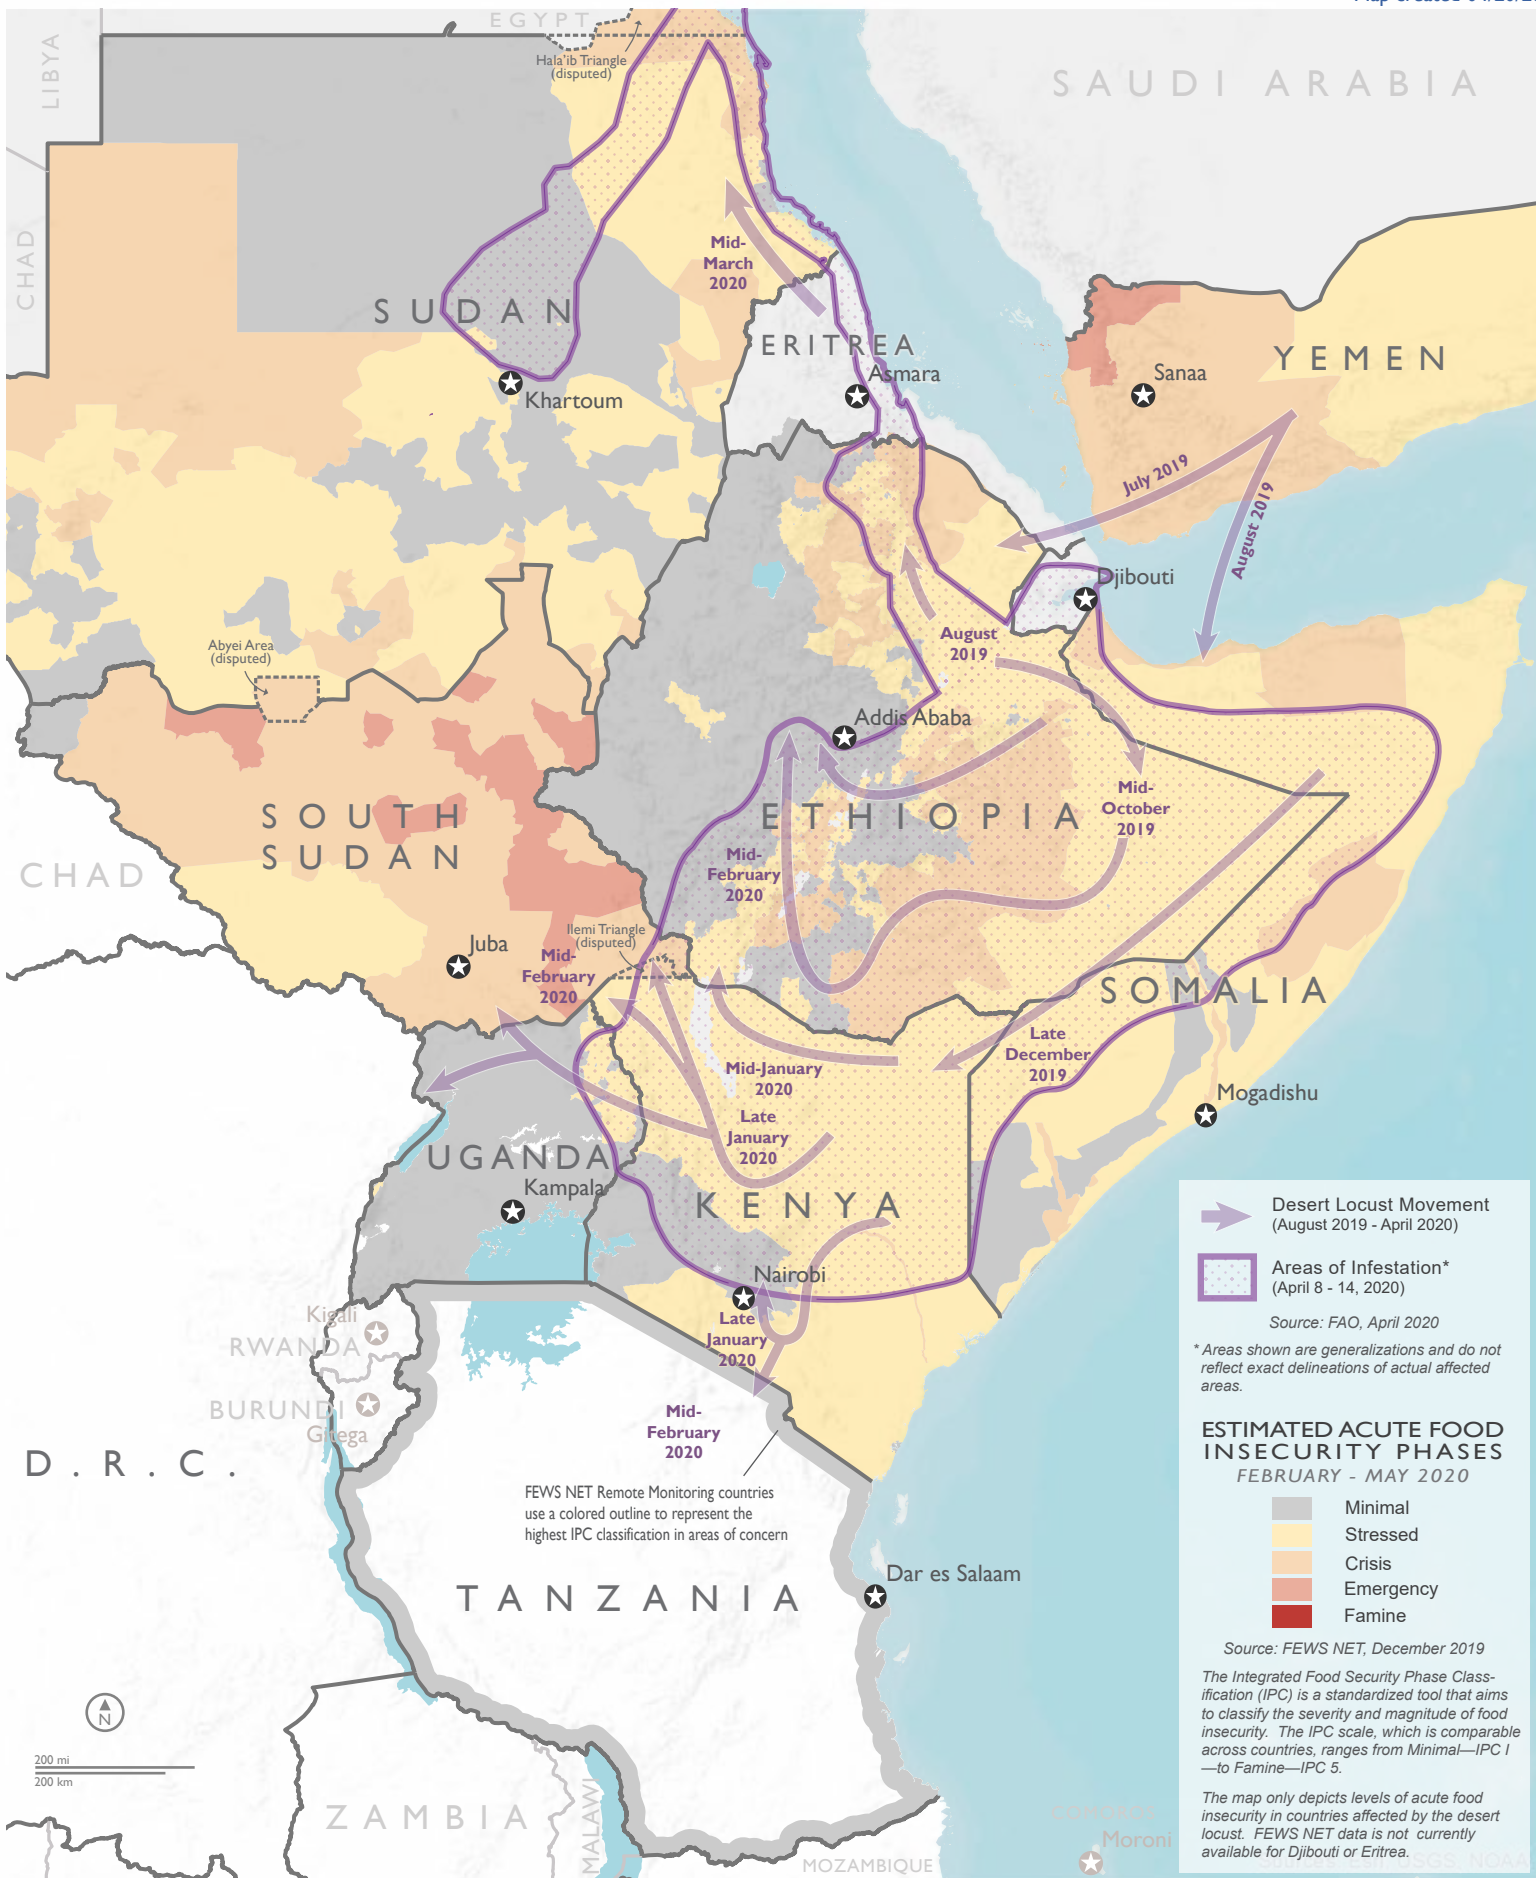 EGYPT
LIBYA
Hala'ib Triangle
(disputed)
SAUDI ARABIA
CHAD
Mid-
March
2020
SUDAN
ERITREA
Asmara
YEMEN
Sanaa
Khartoum
July 2019
August 2019
Djibouti
Abyei Area
(disputed)
August
2019
Addis Ababa
Mid-
October
2019
ETHIOPIA
SOUTH
SUDAN
CHAD
Mid-
February
2020
Ilemi Triangle
(disputed)
Juba
Mid-
February
2020
SOMALIA
Late
December
2019
Mid-January
2020
Mogadishu
Late
January
2020
UGANDA
Kampala
KENYA
Nairobi
Late
January
2020
Kigali
RWANDA
BURUNDI
Gitega
Mid-
February
2020
D.R.C.
FEWS NET Remote Monitoring countries
use a colored outline to represent the
highest IPC classification in areas of concern
Dar es Salaam
TANZANIA
N
200 mi
200 km
ZAMBIA
MALAWI
MOZAMBIQUE
COMOROS
Moroni
Desert Locust Movement
(August 2019 - April 2020)
Areas of Infestation*
(April 8 - 14, 2020)
Source: FAO, April 2020
* Areas shown are generalizations and do not
reflect exact delineations of actual affected
areas.
ESTIMATED ACUTE FOOD
INSECURITY PHASES
FEBRUARY - MAY 2020
Minimal
Stressed
Crisis
Emergency
Famine
Source: FEWS NET, December 2019
The Integrated Food Security Phase Class-
ification (IPC) is a standardized tool that aims
to classify the severity and magnitude of food
insecurity. The IPC scale, which is comparable
across countries, ranges from Minimal—IPC I
—to Famine—IPC 5.
The map only depicts levels of acute food
insecurity in countries affected by the desert
locust. FEWS NET data is not currently
available for Djibouti or Eritrea.
Sources: Esri, USGS, NOAA